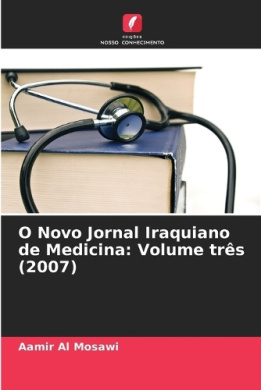 edições
NOSSO CONHECIMENTO
O Novo Jornal Iraquiano
de Medicina: Volume três
(2007)
Aamir Al Mosawi